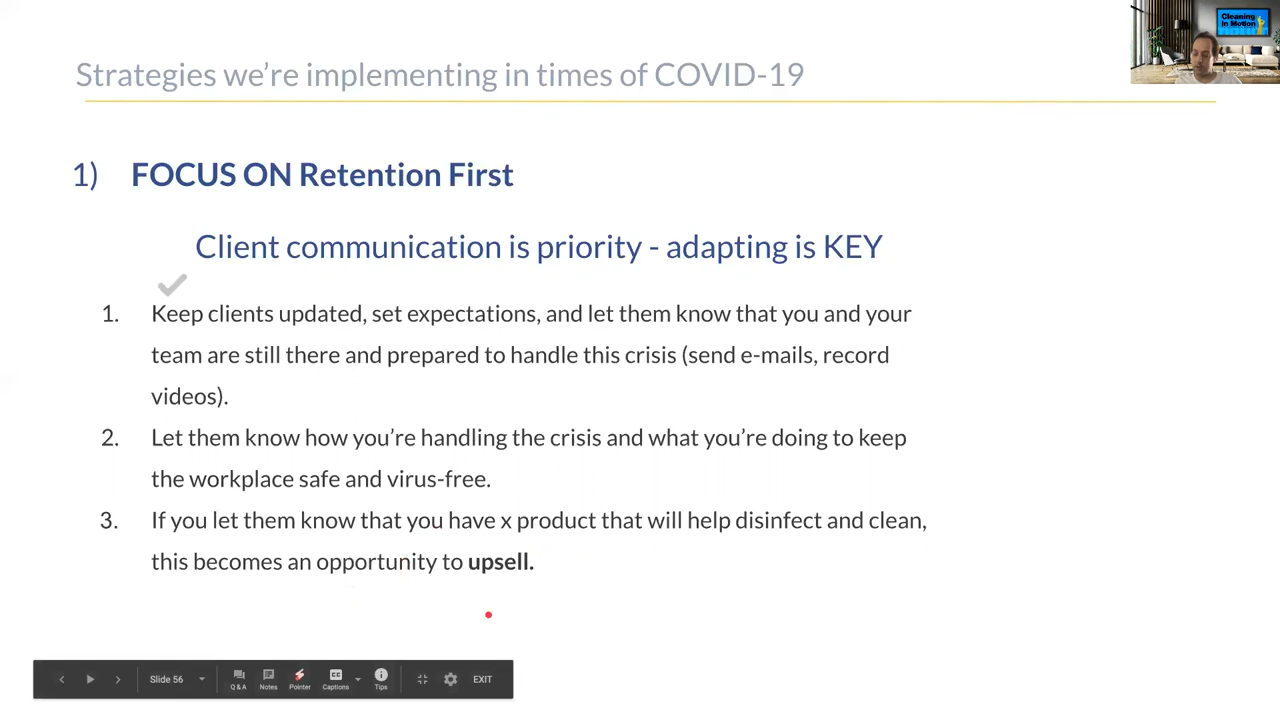 Cleaning
In Motion
Strategies we're implementing in times of COVID-19
1) FOCUS ON Retention First
Client communication is priority - adapting is KEY
1. Keep clients updated, set expectations, and let them know that you and your
team are still there and prepared to handle this crisis (send e-mails, record
videos).
2. Let them know how you're handling the crisis and what you're doing to keep
the workplace safe and virus-free.
3. If you let them know that you have x product that will help disinfect and clean,
this becomes an opportunity to upsell.
Slide 56 Q & A Notes Pointer CC Captions Tips EXIT